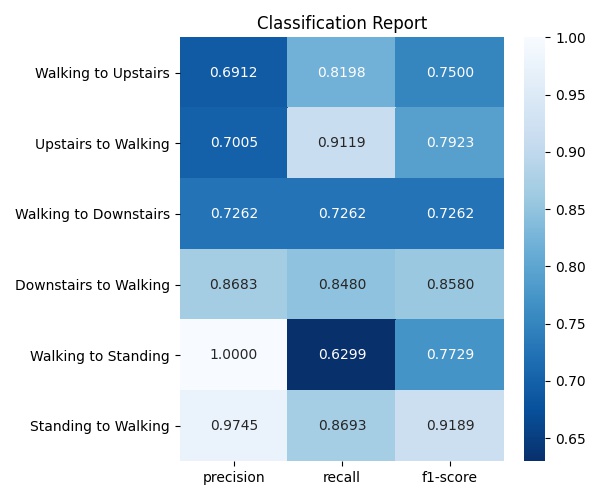 Classification Report
Walking to Upstairs 0.6912 0.8198 0.7500
Upstairs to Walking 0.7005 0.9119 0.7923
Walking to Downstairs 0.7262 0.7262 0.7262
Downstairs to Walking 0.8683 0.8480 0.8580
Walking to Standing 1.0000 0.6299 0.7729
Standing to Walking 0.9745 0.8693 0.9189
precision recall f1-score
1.00
0.95
0.90
0.85
0.80
0.75
0.70
0.65